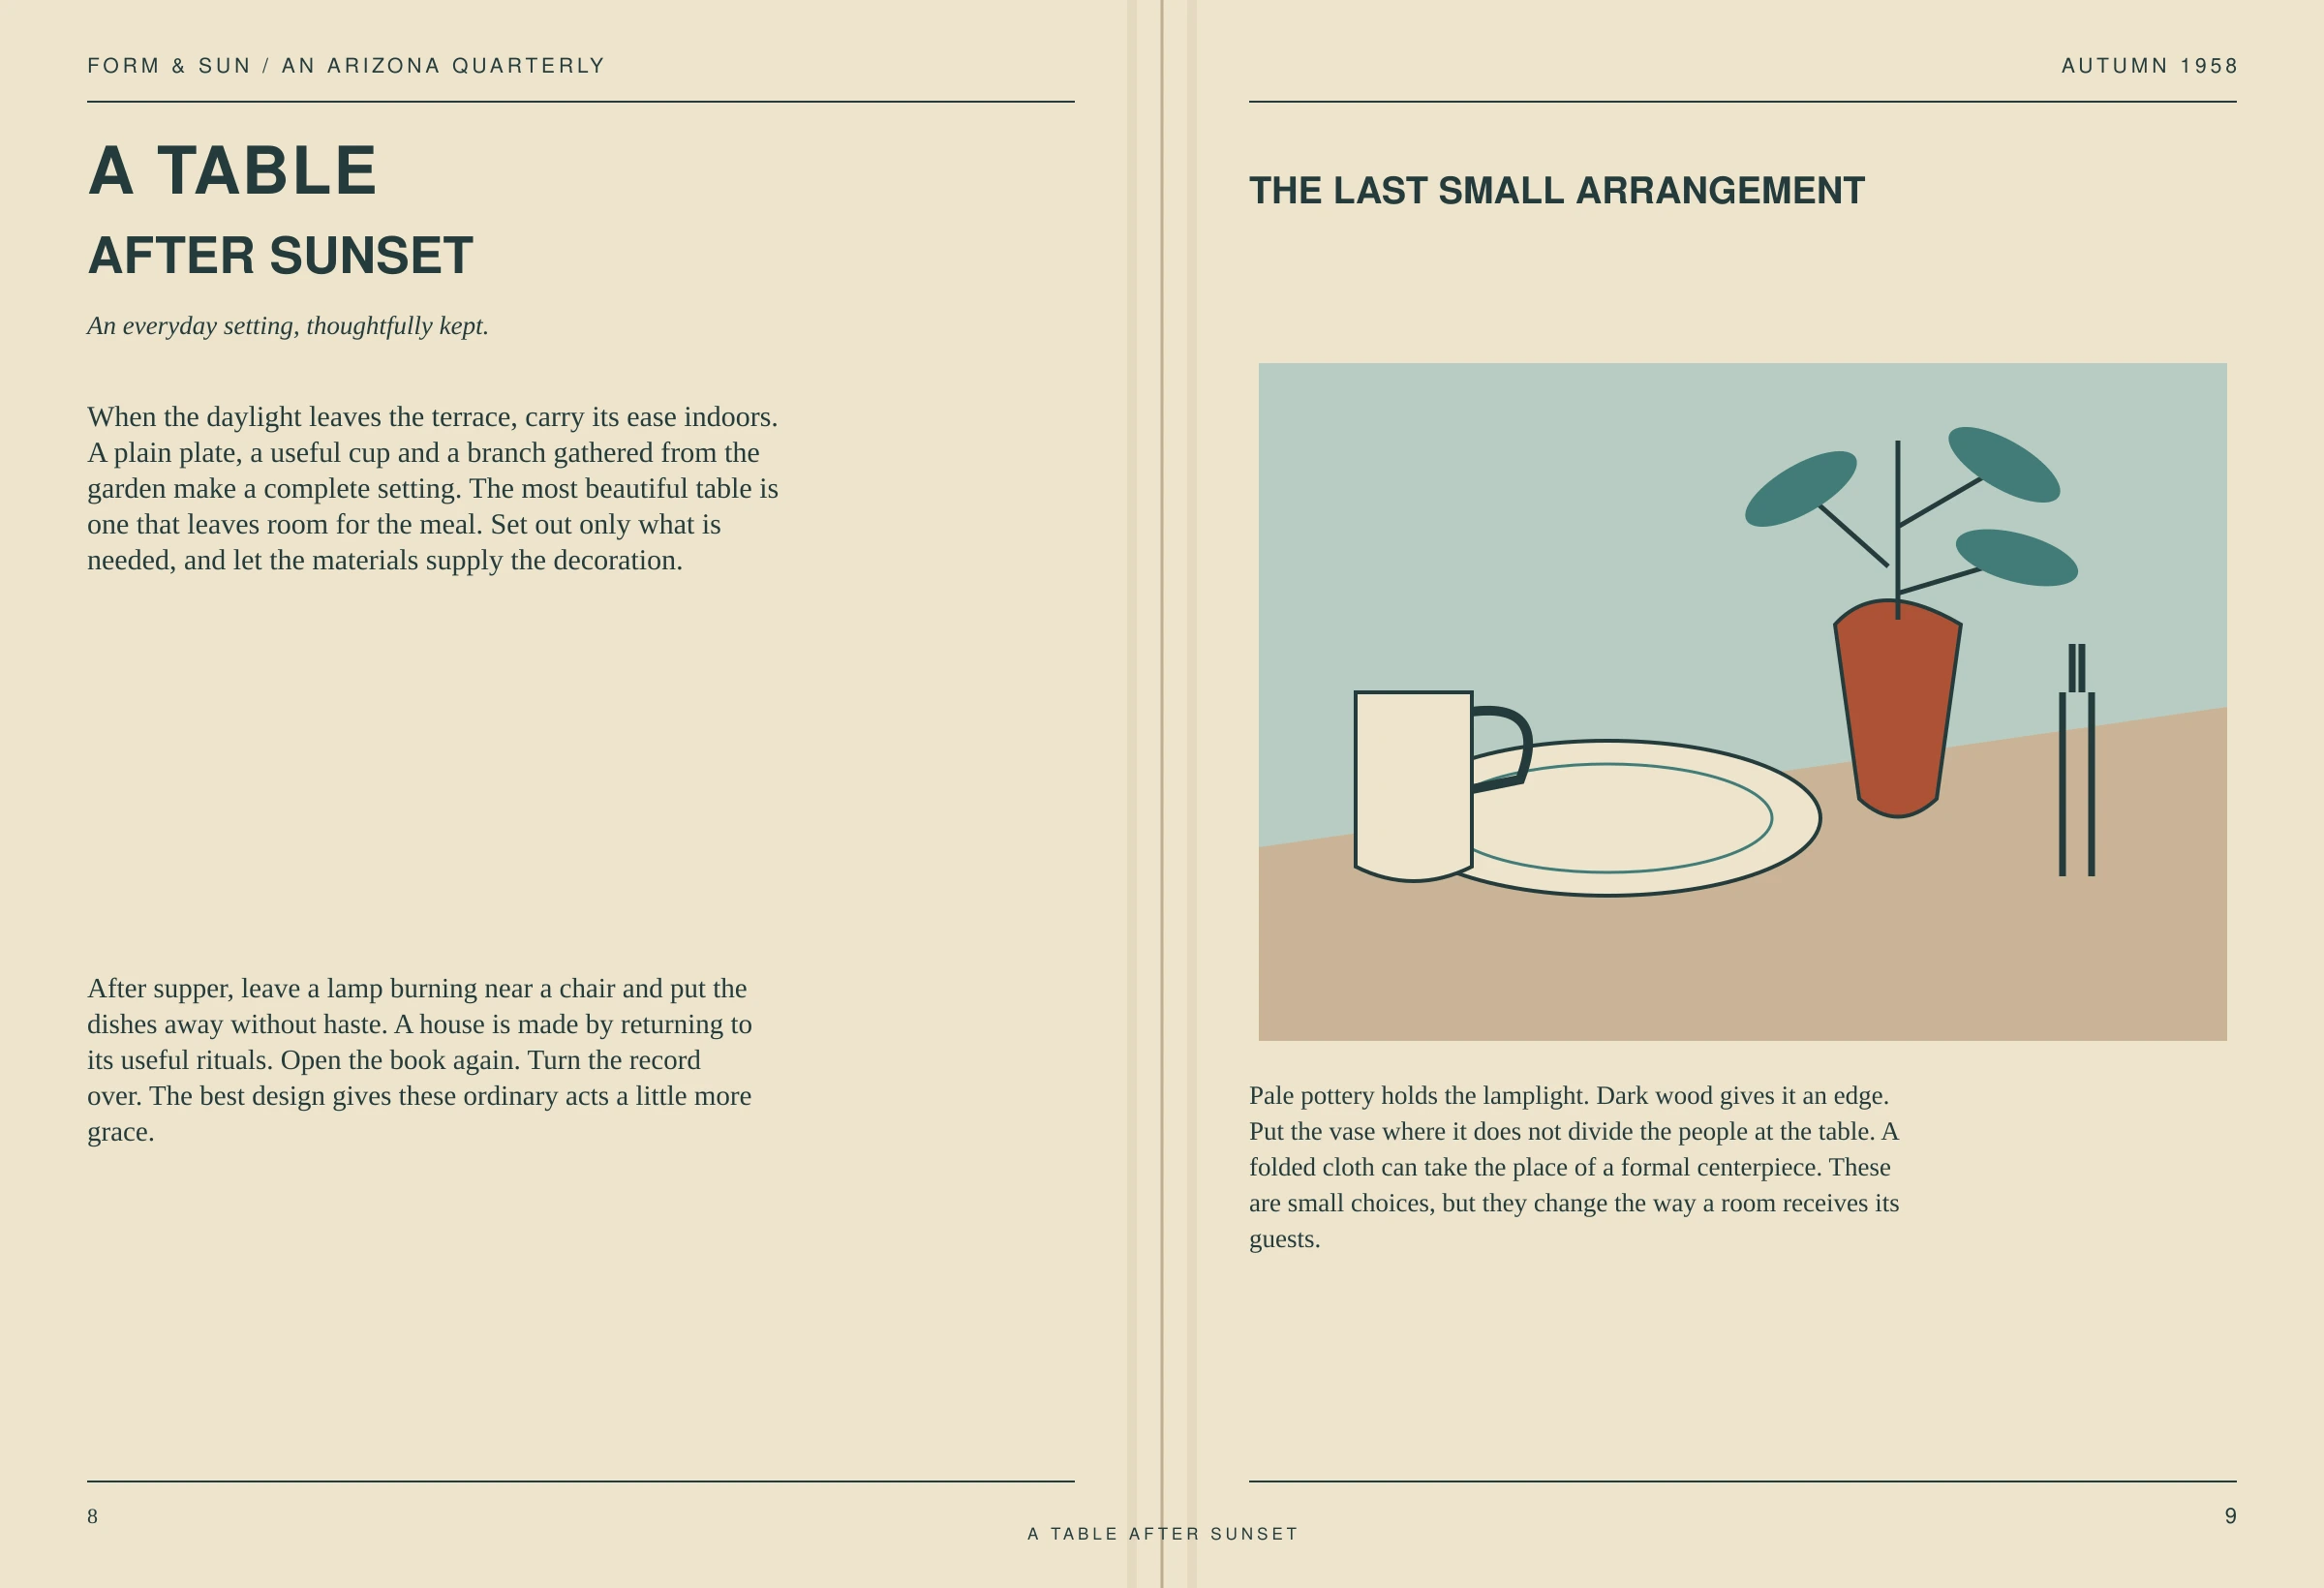 FORM & SUN / AN ARIZONA QUARTERLY
A TABLE
AFTER SUNSET
An everyday setting, thoughtfully kept.
When the daylight leaves the terrace, carry its ease indoors.
A plain plate, a useful cup and a branch gathered from the
garden make a complete setting. The most beautiful table is
one that leaves room for the meal. Set out only what is
needed, and let the materials supply the decoration.
After supper, leave a lamp burning near a chair and put the
dishes away without haste. A house is made by returning to
its useful rituals. Open the book again. Turn the record
over. The best design gives these ordinary acts a little more
grace.
8
AUTUMN 1958
THE LAST SMALL ARRANGEMENT
Pale pottery holds the lamplight. Dark wood gives it an edge.
Put the vase where it does not divide the people at the table. A
folded cloth can take the place of a formal centerpiece. These
are small choices, but they change the way a room receives its
guests.
9
A TABLE AFTER SUNSET